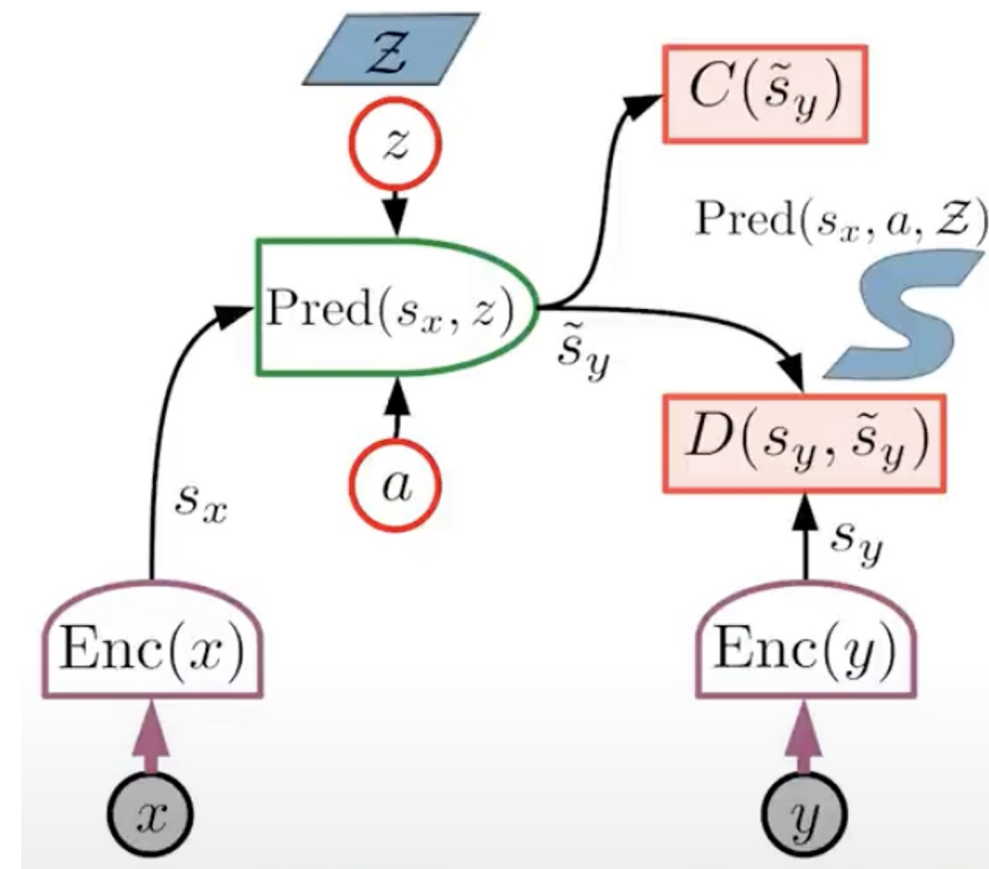 𝒵
z
C(s̃_y)
Pred(s_x, a, 𝒵)
Pred(s_x, z)
s̃_y
D(s_y, s̃_y)
a
s_x
s_y
Enc(x)
Enc(y)
x
y